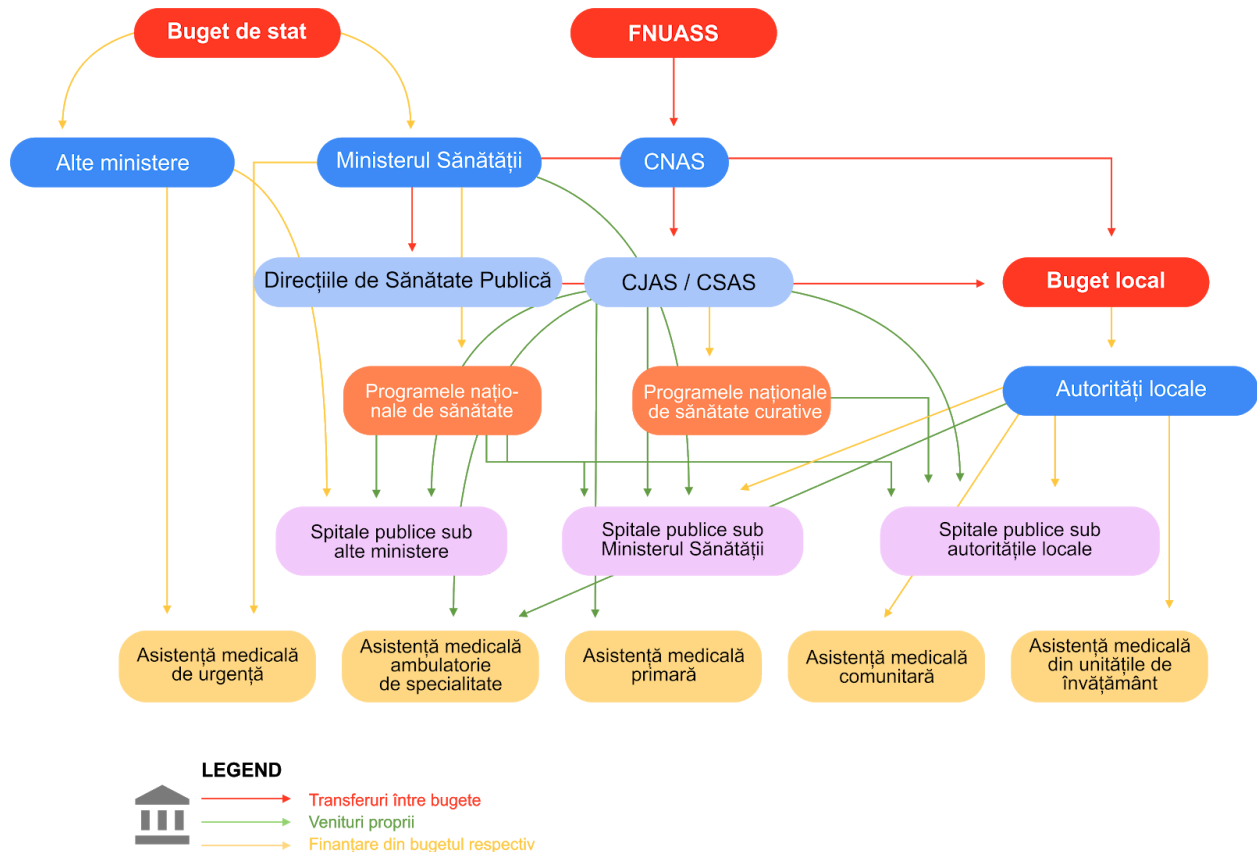 Buget de stat
FNUASS
Alte ministere
Ministerul Sănătății
CNAS
Direcțiile de Sănătate Publică
CJAS / CSAS
Buget local
Programele națio-
nale de sănătate
Programele naționale
de sănătate curative
Autorități locale
Spitale publice sub
alte ministere
Spitale publice sub
Ministerul Sănătății
Spitale publice sub
autoritățile locale
Asistență medicală
de urgență
Asistență medicală
ambulatorie
de specialitate
Asistență medicală
primară
Asistență medicală
comunitară
Asistență medicală
din unitățile de
învățământ
LEGEND
Transferuri între bugete
Venituri proprii
Finanțare din bugetul respectiv